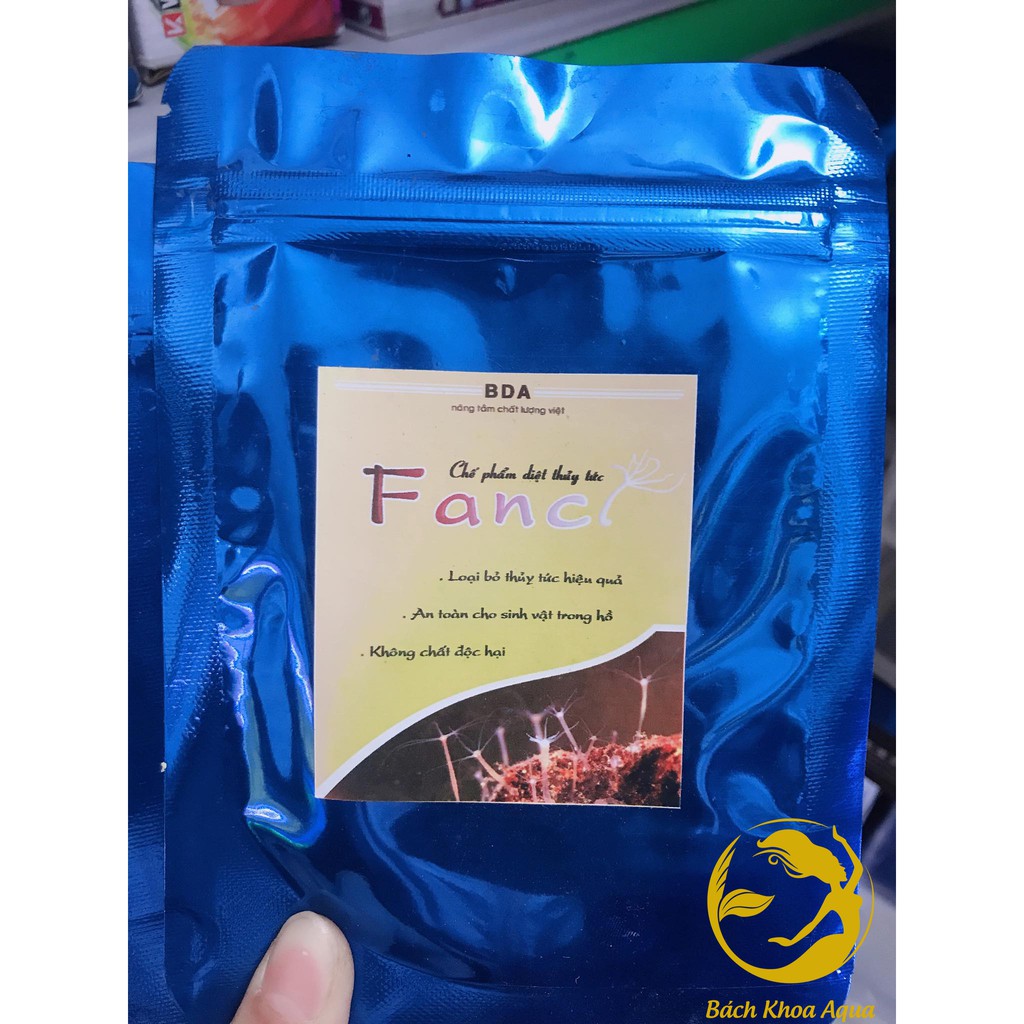 BDA
nâng tầm chất lượng việt
Chế phẩm diệt thủy tức
Fanci
. Loại bỏ thủy tức hiệu quả
. An toàn cho sinh vật trong hồ
. Không chất độc hại
Bách Khoa Aqua